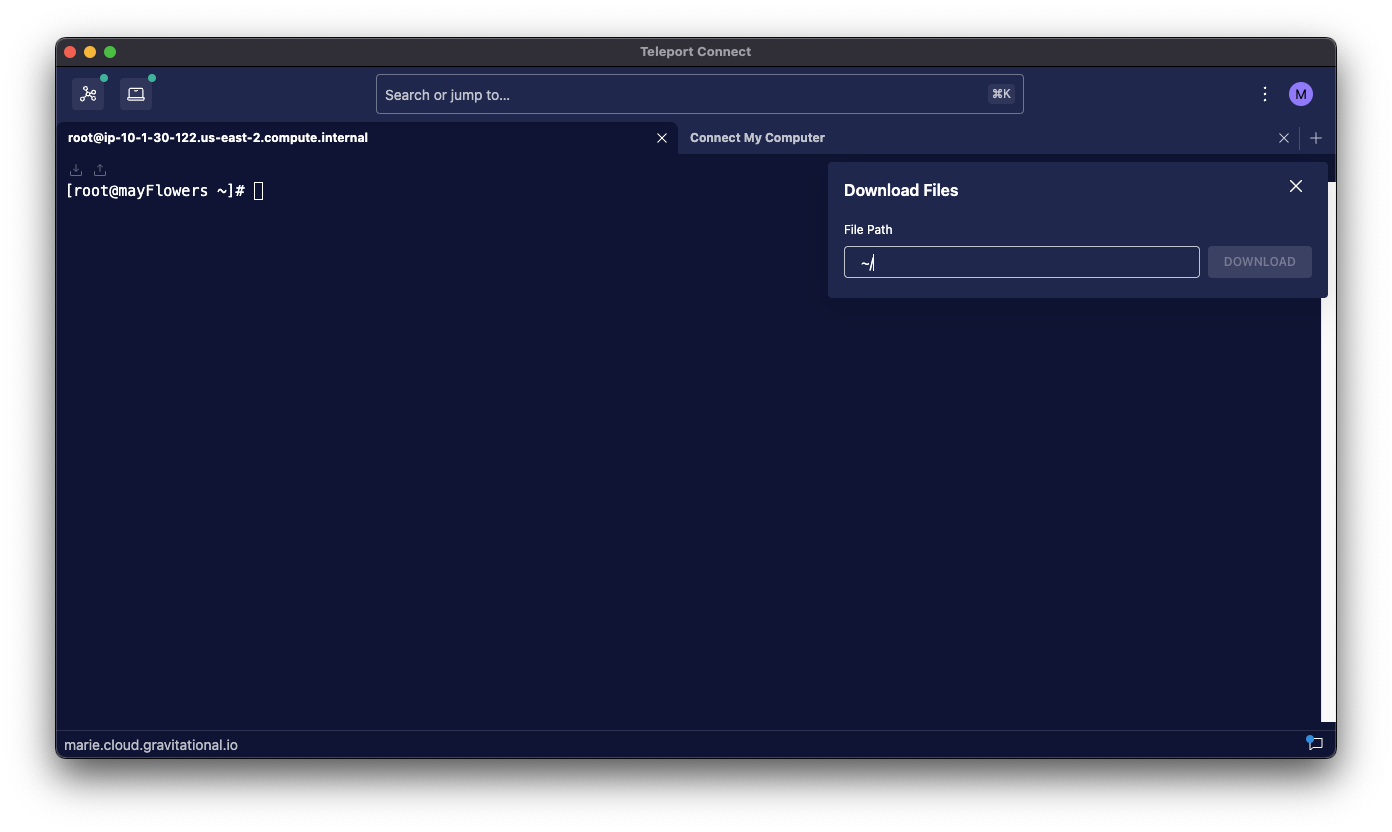 Teleport Connect
Search or jump to...
⌘K
M
root@ip-10-1-30-122.us-east-2.compute.internal
Connect My Computer
[root@mayFlowers ~]#
Download Files
File Path
~/
DOWNLOAD
marie.cloud.gravitational.io